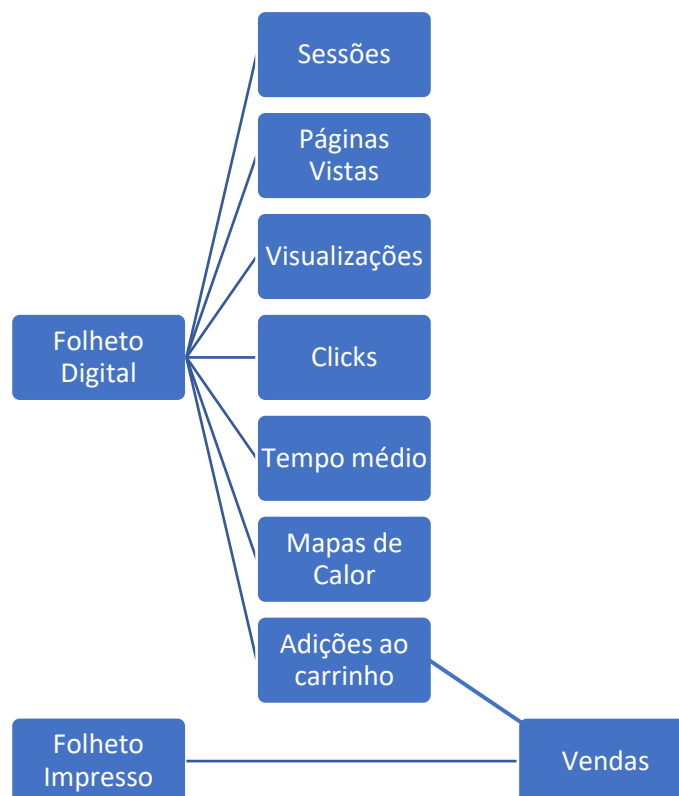 Sessões
Páginas
Vistas
Visualizações
Folheto
Digital
Clicks
Tempo médio
Mapas de
Calor
Adições ao
carrinho
Folheto
Impresso
Vendas